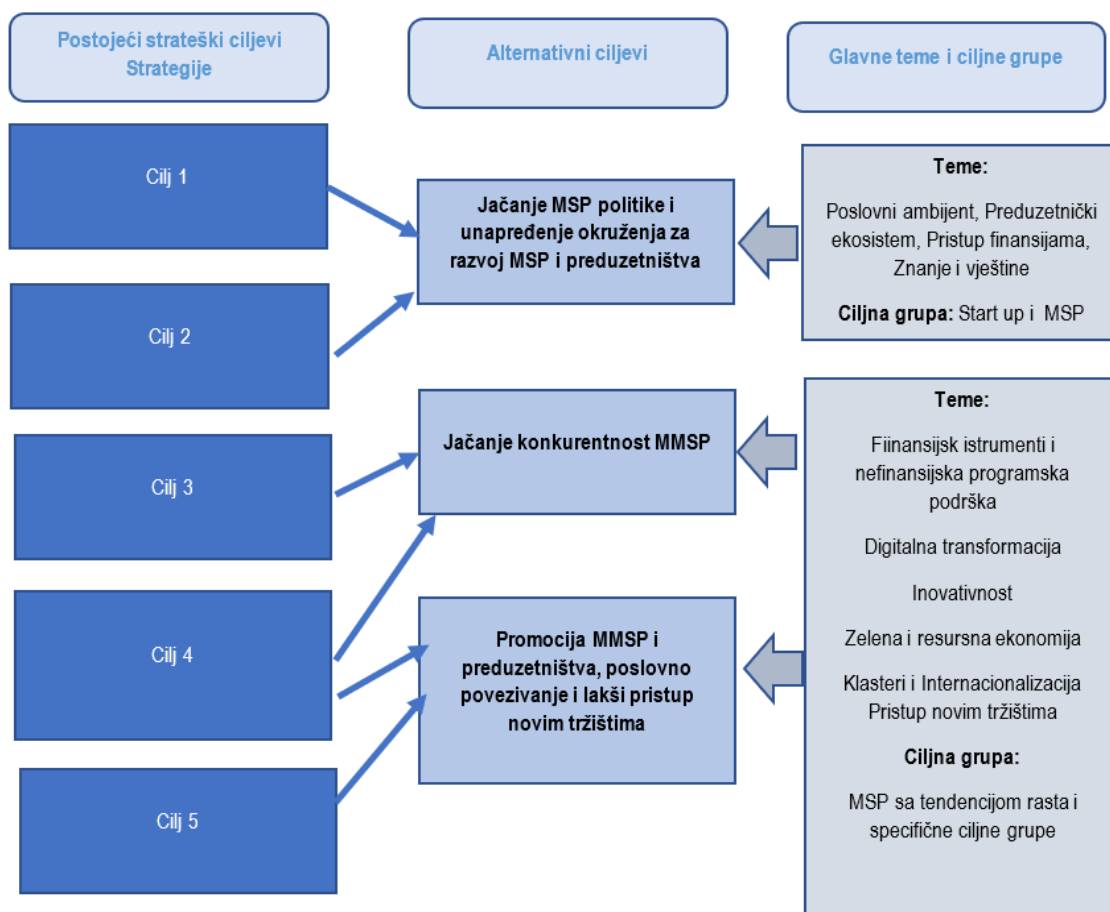 Postojeći strateški ciljevi
Strategije
Alternativni ciljevi
Glavne teme i ciljne grupe
Cilj 1
Cilj 2
Cilj 3
Cilj 4
Cilj 5
Jačanje MSP politike i
unapređenje okruženja za
razvoj MSP i preduzetništva
Jačanje konkurentnost MMSP
Promocija MMSP i
preduzetništva, poslovno
povezivanje i lakši pristup
novim tržištima
Teme:
Poslovni ambijent, Preduzetnički
ekosistem, Pristup finansijama,
Znanje i vještine
Ciljna grupa: Start up i MSP
Teme:
Fiinansijsk istrumenti i
nefinansijska programska
podrška
Digitalna transformacija
Inovativnost
Zelena i resursna ekonomija
Klasteri i Internacionalizacija
Pristup novim tržištima
Ciljna grupa:
MSP sa tendencijom rasta i
specifične ciljne grupe